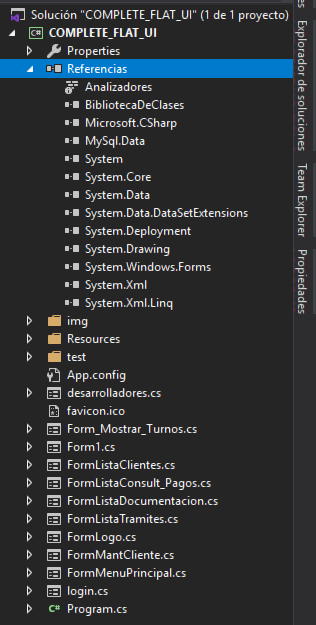 Solución "COMPLETE_FLAT_UI" (1 de 1 proyecto)
C# COMPLETE_FLAT_UI
Properties
Referencias
Analizadores
BibliotecaDeClases
Microsoft.CSharp
MySql.Data
System
System.Core
System.Data
System.Data.DataSetExtensions
System.Deployment
System.Drawing
System.Windows.Forms
System.Xml
System.Xml.Linq
img
Resources
test
App.config
desarrolladores.cs
favicon.ico
Form_Mostrar_Turnos.cs
Form1.cs
FormListaClientes.cs
FormListaConsult_Pagos.cs
FormListaDocumentacion.cs
FormListaTramites.cs
FormLogo.cs
FormMantCliente.cs
FormMenuPrincipal.cs
login.cs
C# Program.cs
Explorador de soluciones
Team Explorer
Propiedades